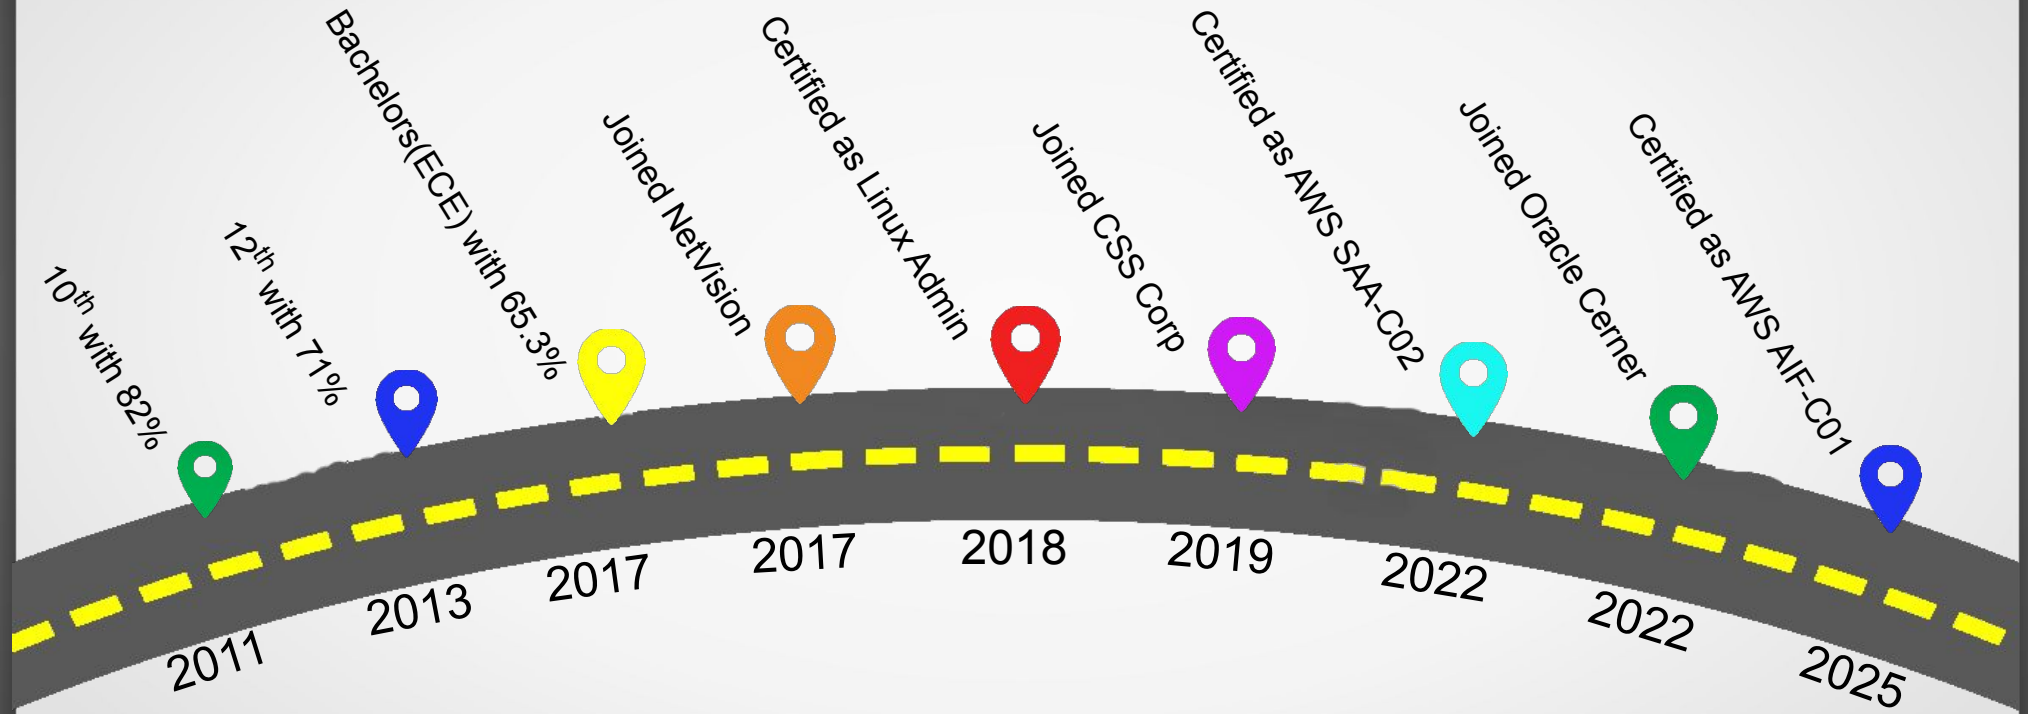 10th with 82%
12th with 71%
Bachelors(ECE) with 65.3%
Joined NetVision
Certified as Linux Admin
Joined CSS Corp
Certified as AWS SAA-C02
Joined Oracle Cerner
Certified as AWS AIF-C01
2011
2013
2017
2017
2018
2019
2022
2022
2025